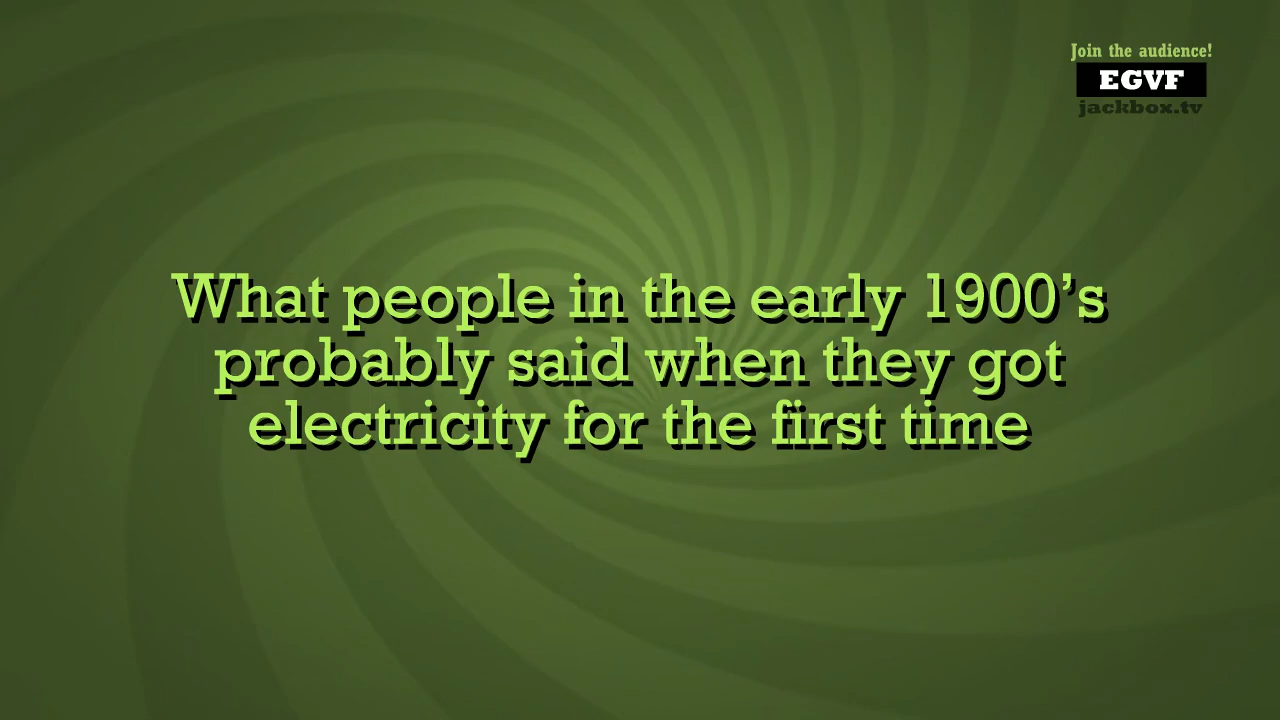 Join the audience!
EGVF
jackbox.tv
What people in the early 1900’s
probably said when they got
electricity for the first time